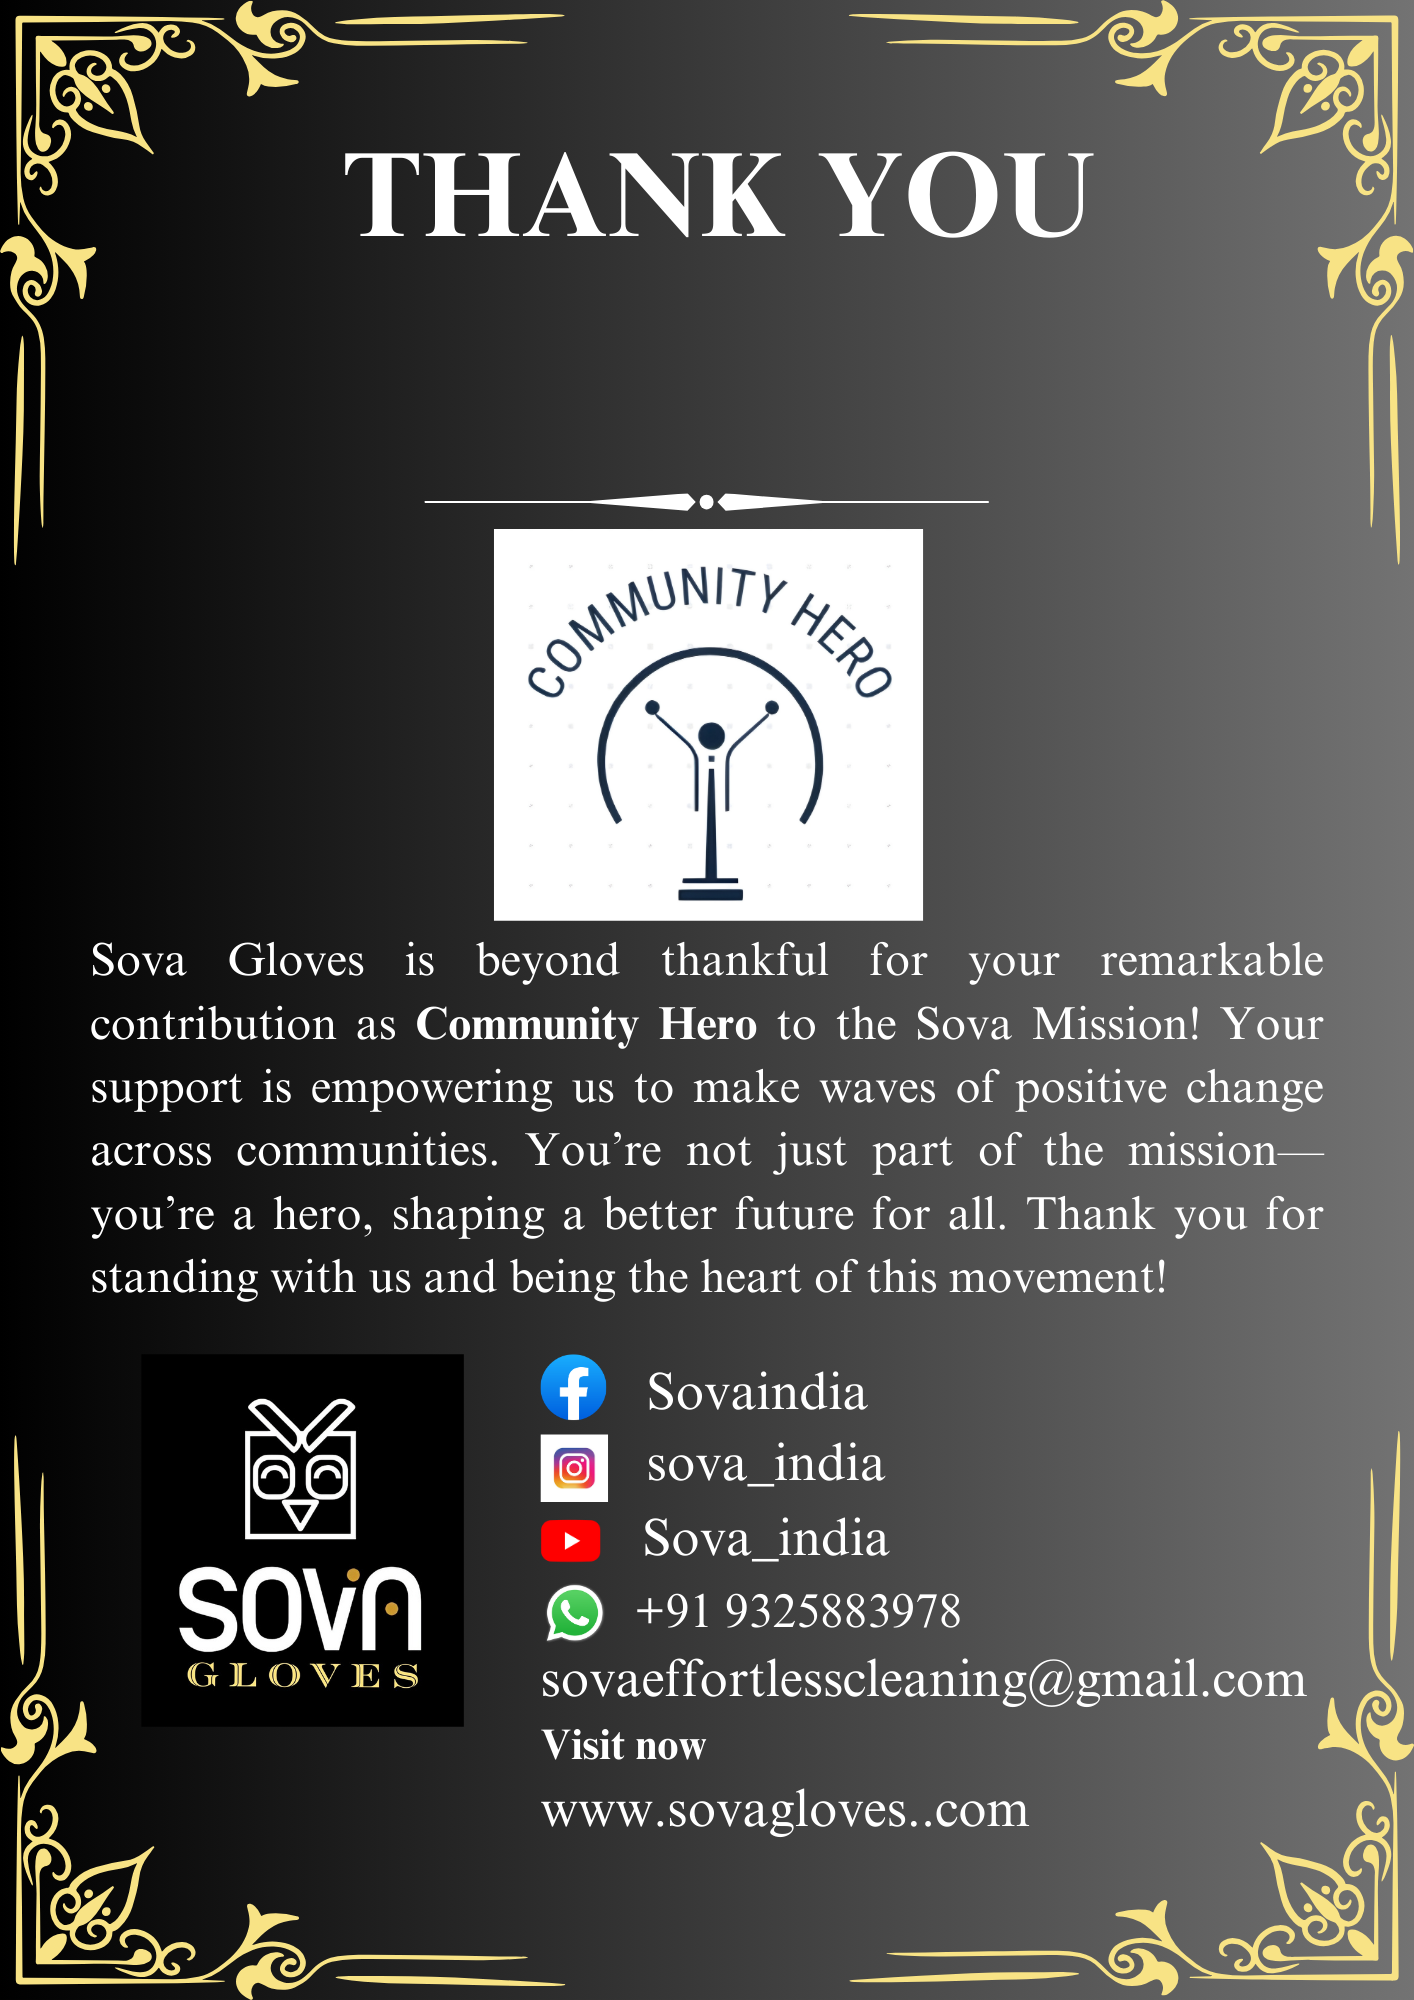 THANK YOU
COMMUNITY HERO
Sova Gloves is beyond thankful for your remarkable
contribution as Community Hero to the Sova Mission! Your
support is empowering us to make waves of positive change
across communities. You’re not just part of the mission—
you’re a hero, shaping a better future for all. Thank you for
standing with us and being the heart of this movement!
SOVA
GLOVES
Sovaindia
sova_india
Sova_india
+91 9325883978
sovaeffortlesscleaning@gmail.com
Visit now
www.sovagloves..com